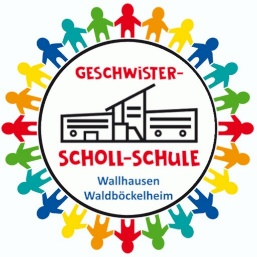 GESCHWiSTER-
SCHOLL-SCHULE
Wallhausen
Waldböckelheim